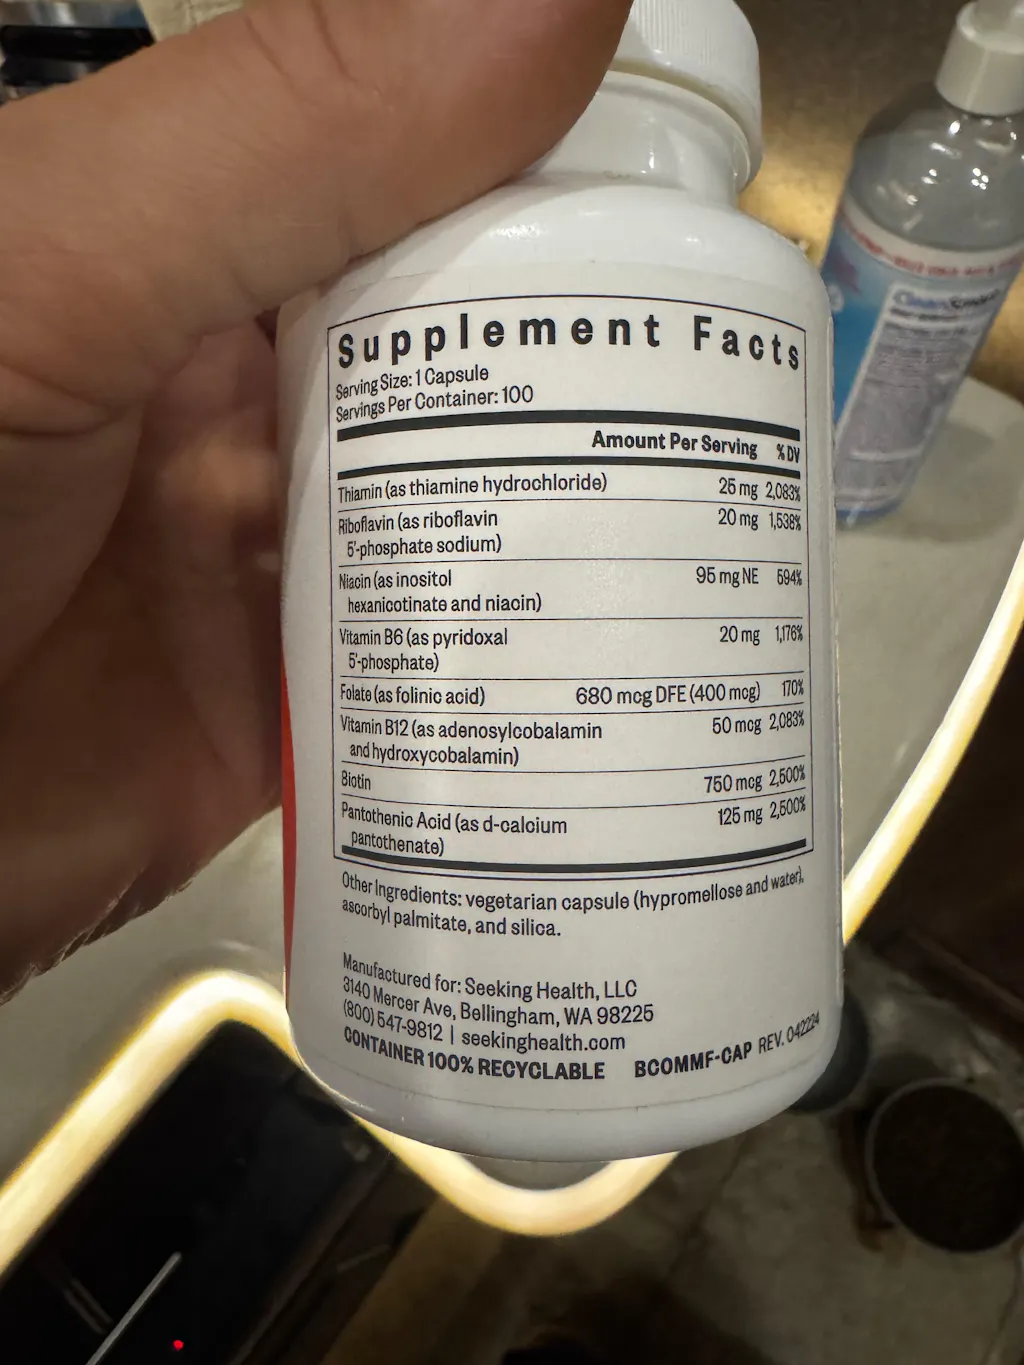 Supplement Facts
Serving Size: 1 Capsule
Servings Per Container: 100
Amount Per Serving % DV
Thiamin (as thiamine hydrochloride) 25 mg 2,083%
Riboflavin (as riboflavin 20 mg 1,538%
5'-phosphate sodium)
Niacin (as inositol 95 mg NE 594%
hexanicotinate and niacin)
Vitamin B6 (as pyridoxal 20 mg 1,176%
5'-phosphate)
Folate (as folinic acid) 680 mcg DFE (400 mcg) 170%
Vitamin B12 (as adenosylcobalamin 50 mcg 2,083%
and hydroxycobalamin)
Biotin 750 mcg 2,500%
Pantothenic Acid (as d-calcium 125 mg 2,500%
pantothenate)
Other Ingredients: vegetarian capsule (hypromellose and water),
ascorbyl palmitate, and silica.
Manufactured for: Seeking Health, LLC
3140 Mercer Ave, Bellingham, WA 98225
(800) 547-9812 | seekinghealth.com
CONTAINER 100% RECYCLABLE BCOMMF-CAP REV. 042224